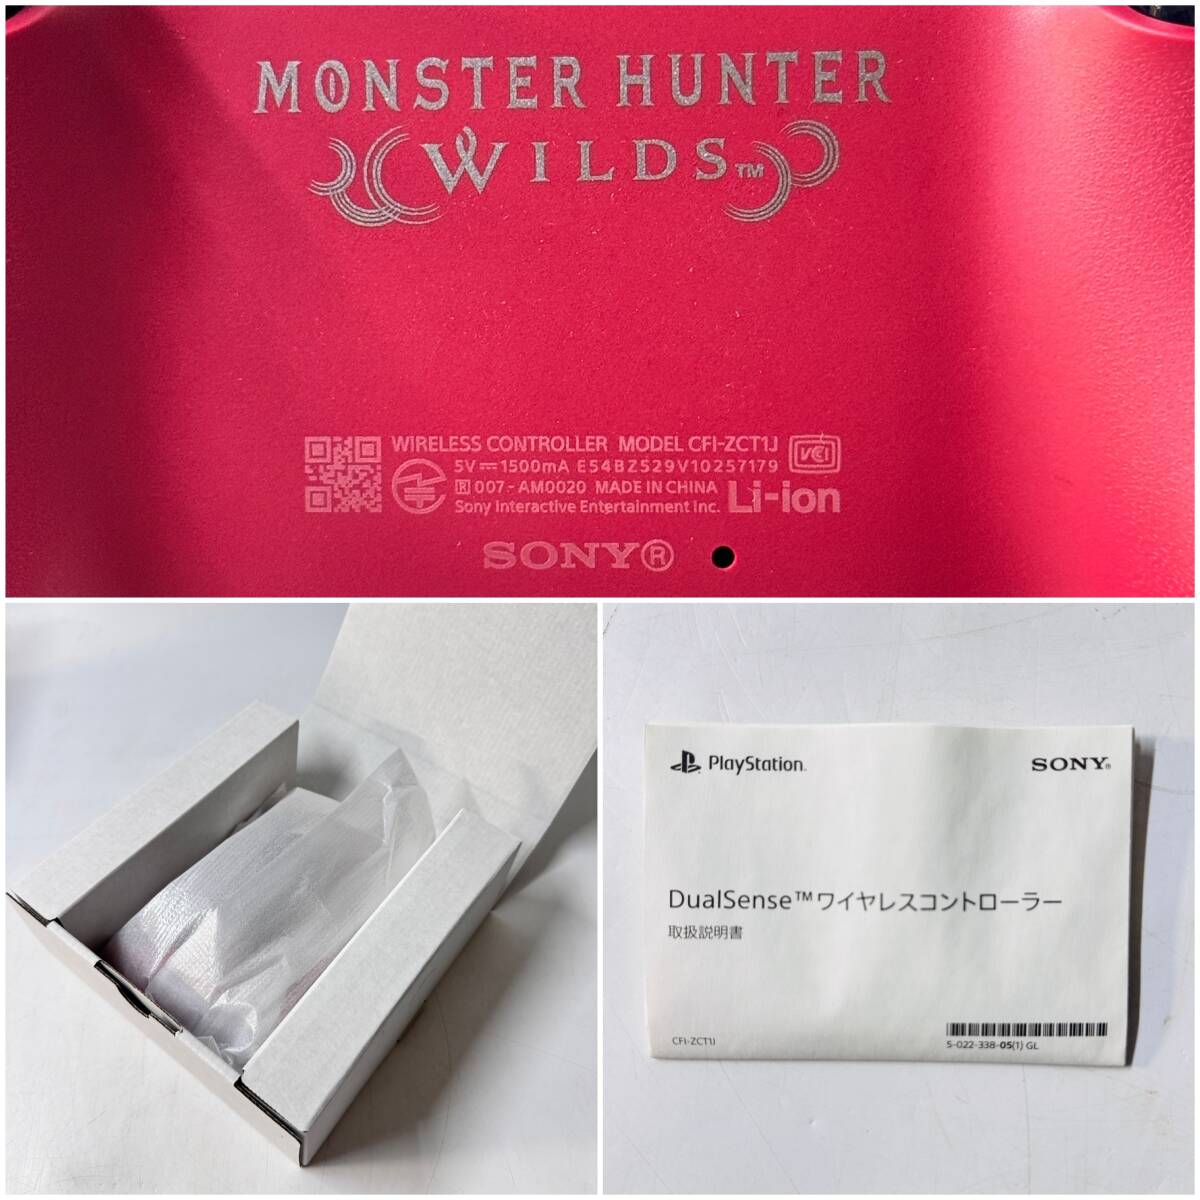 MONSTER HUNTER
WILDS™
WIRELESS CONTROLLER MODEL CFI-ZCT1J
5V⎓1500mA E54BZ529V10257179
R 007-AM0020 MADE IN CHINA
Sony Interactive Entertainment Inc.
Li-ion
VCCI
SONY®
PlayStation®
SONY®
DualSense™ワイヤレスコントローラー
取扱説明書
CFI-ZCT1J
5-022-338-05(1) GL